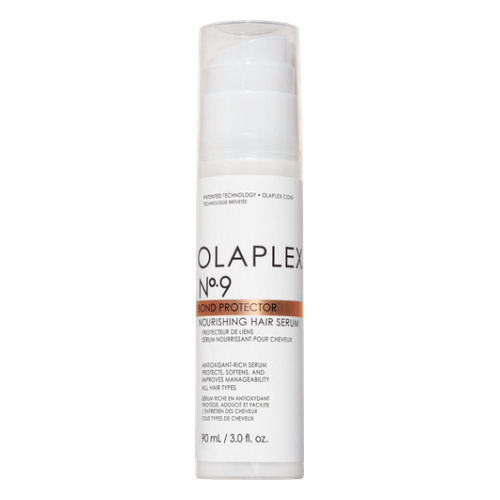 PATENTED TECHNOLOGY • OLAPLEX.COM
TECHNOLOGIE BREVETÉE
OLAPLEX
Nº.9
BOND PROTECTOR
NOURISHING HAIR SERUM
PROTECTEUR DE LIENS
SÉRUM NOURRISSANT POUR CHEVEUX
ANTIOXIDANT-RICH SERUM
PROTECTS, SOFTENS, AND
IMPROVES MANAGEABILITY
ALL HAIR TYPES
SÉRUM RICHE EN ANTIOXYDANT
PROTÈGE, ADOUCIT ET FACILITE
L'ENTRETIEN DES CHEVEUX
TOUS TYPES DE CHEVEUX
90 mL / 3.0 fl. oz.